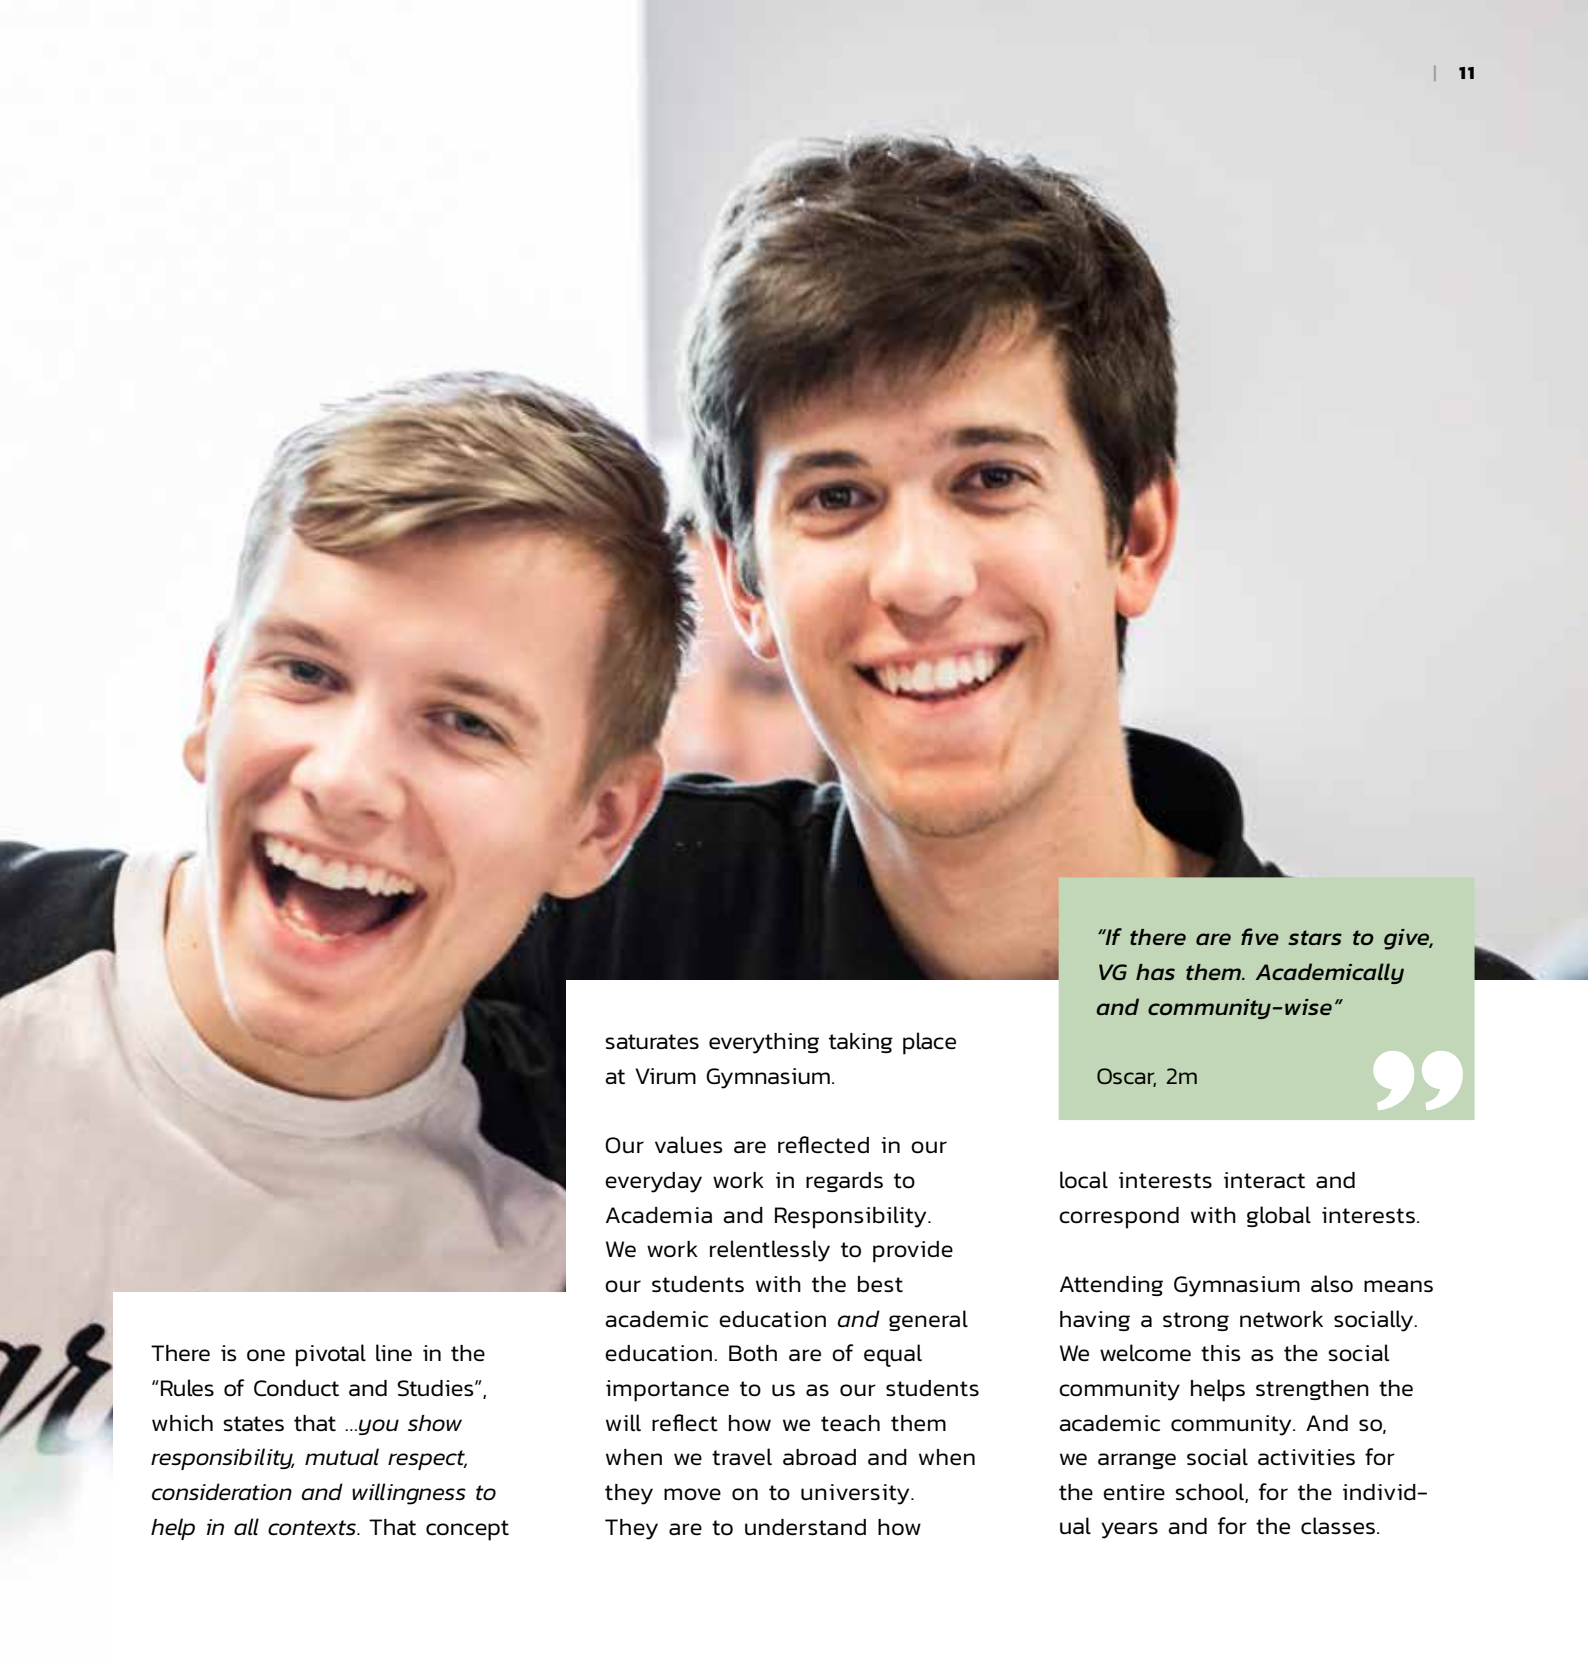 11
There is one pivotal line in the
“Rules of Conduct and Studies”,
which states that ...you show
responsibility, mutual respect,
consideration and willingness to
help in all contexts. That concept
saturates everything taking place
at Virum Gymnasium.
Our values are reflected in our
everyday work in regards to
Academia and Responsibility.
We work relentlessly to provide
our students with the best
academic education and general
education. Both are of equal
importance to us as our students
will reflect how we teach them
when we travel abroad and when
they move on to university.
They are to understand how
“If there are five stars to give,
VG has them. Academically
and community-wise”
Oscar, 2m
local interests interact and
correspond with global interests.
Attending Gymnasium also means
having a strong network socially.
We welcome this as the social
community helps strengthen the
academic community. And so,
we arrange social activities for
the entire school, for the individ-
ual years and for the classes.